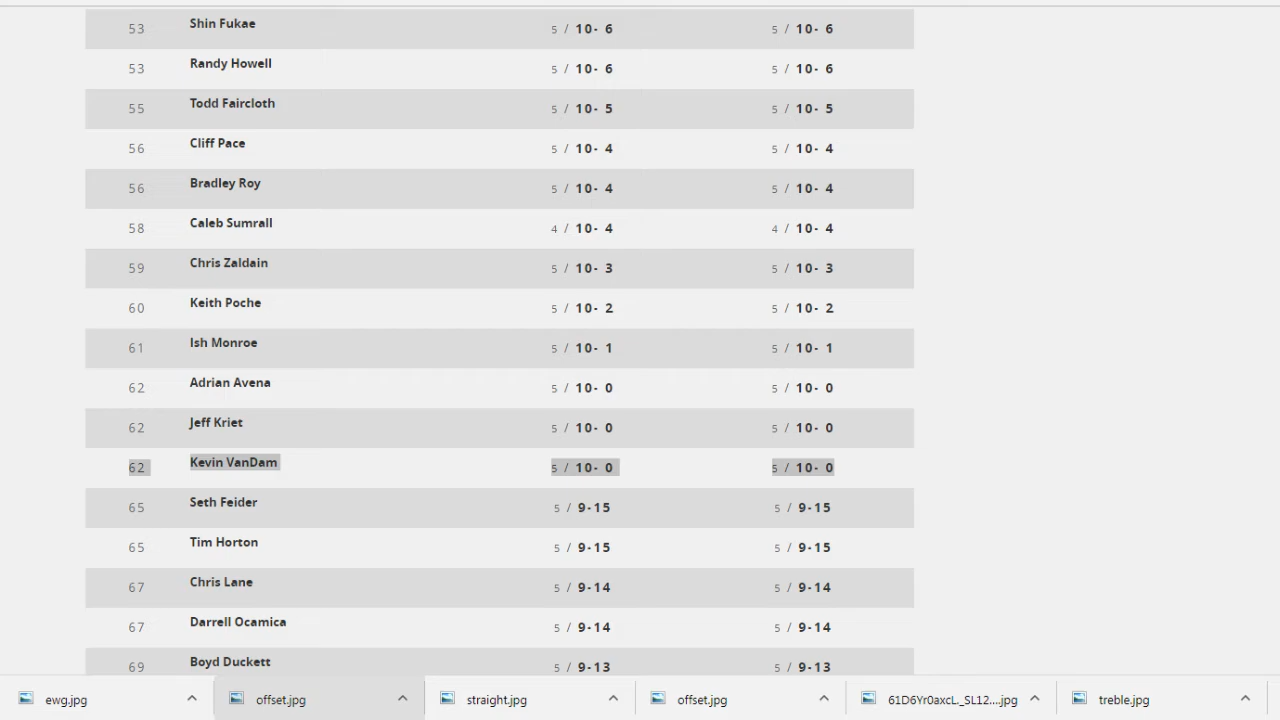 53 Shin Fukae 5 / 10- 6 5 / 10- 6
53 Randy Howell 5 / 10- 6 5 / 10- 6
55 Todd Faircloth 5 / 10- 5 5 / 10- 5
56 Cliff Pace 5 / 10- 4 5 / 10- 4
56 Bradley Roy 5 / 10- 4 5 / 10- 4
58 Caleb Sumrall 4 / 10- 4 4 / 10- 4
59 Chris Zaldain 5 / 10- 3 5 / 10- 3
60 Keith Poche 5 / 10- 2 5 / 10- 2
61 Ish Monroe 5 / 10- 1 5 / 10- 1
62 Adrian Avena 5 / 10- 0 5 / 10- 0
62 Jeff Kriet 5 / 10- 0 5 / 10- 0
62 Kevin VanDam 5 / 10- 0 5 / 10- 0
65 Seth Feider 5 / 9-15 5 / 9-15
65 Tim Horton 5 / 9-15 5 / 9-15
67 Chris Lane 5 / 9-14 5 / 9-14
67 Darrell Ocamica 5 / 9-14 5 / 9-14
69 Boyd Duckett 5 / 9-13 5 / 9-13
ewg.jpg offset.jpg straight.jpg offset.jpg 61D6Yr0axcL._SL12....jpg treble.jpg